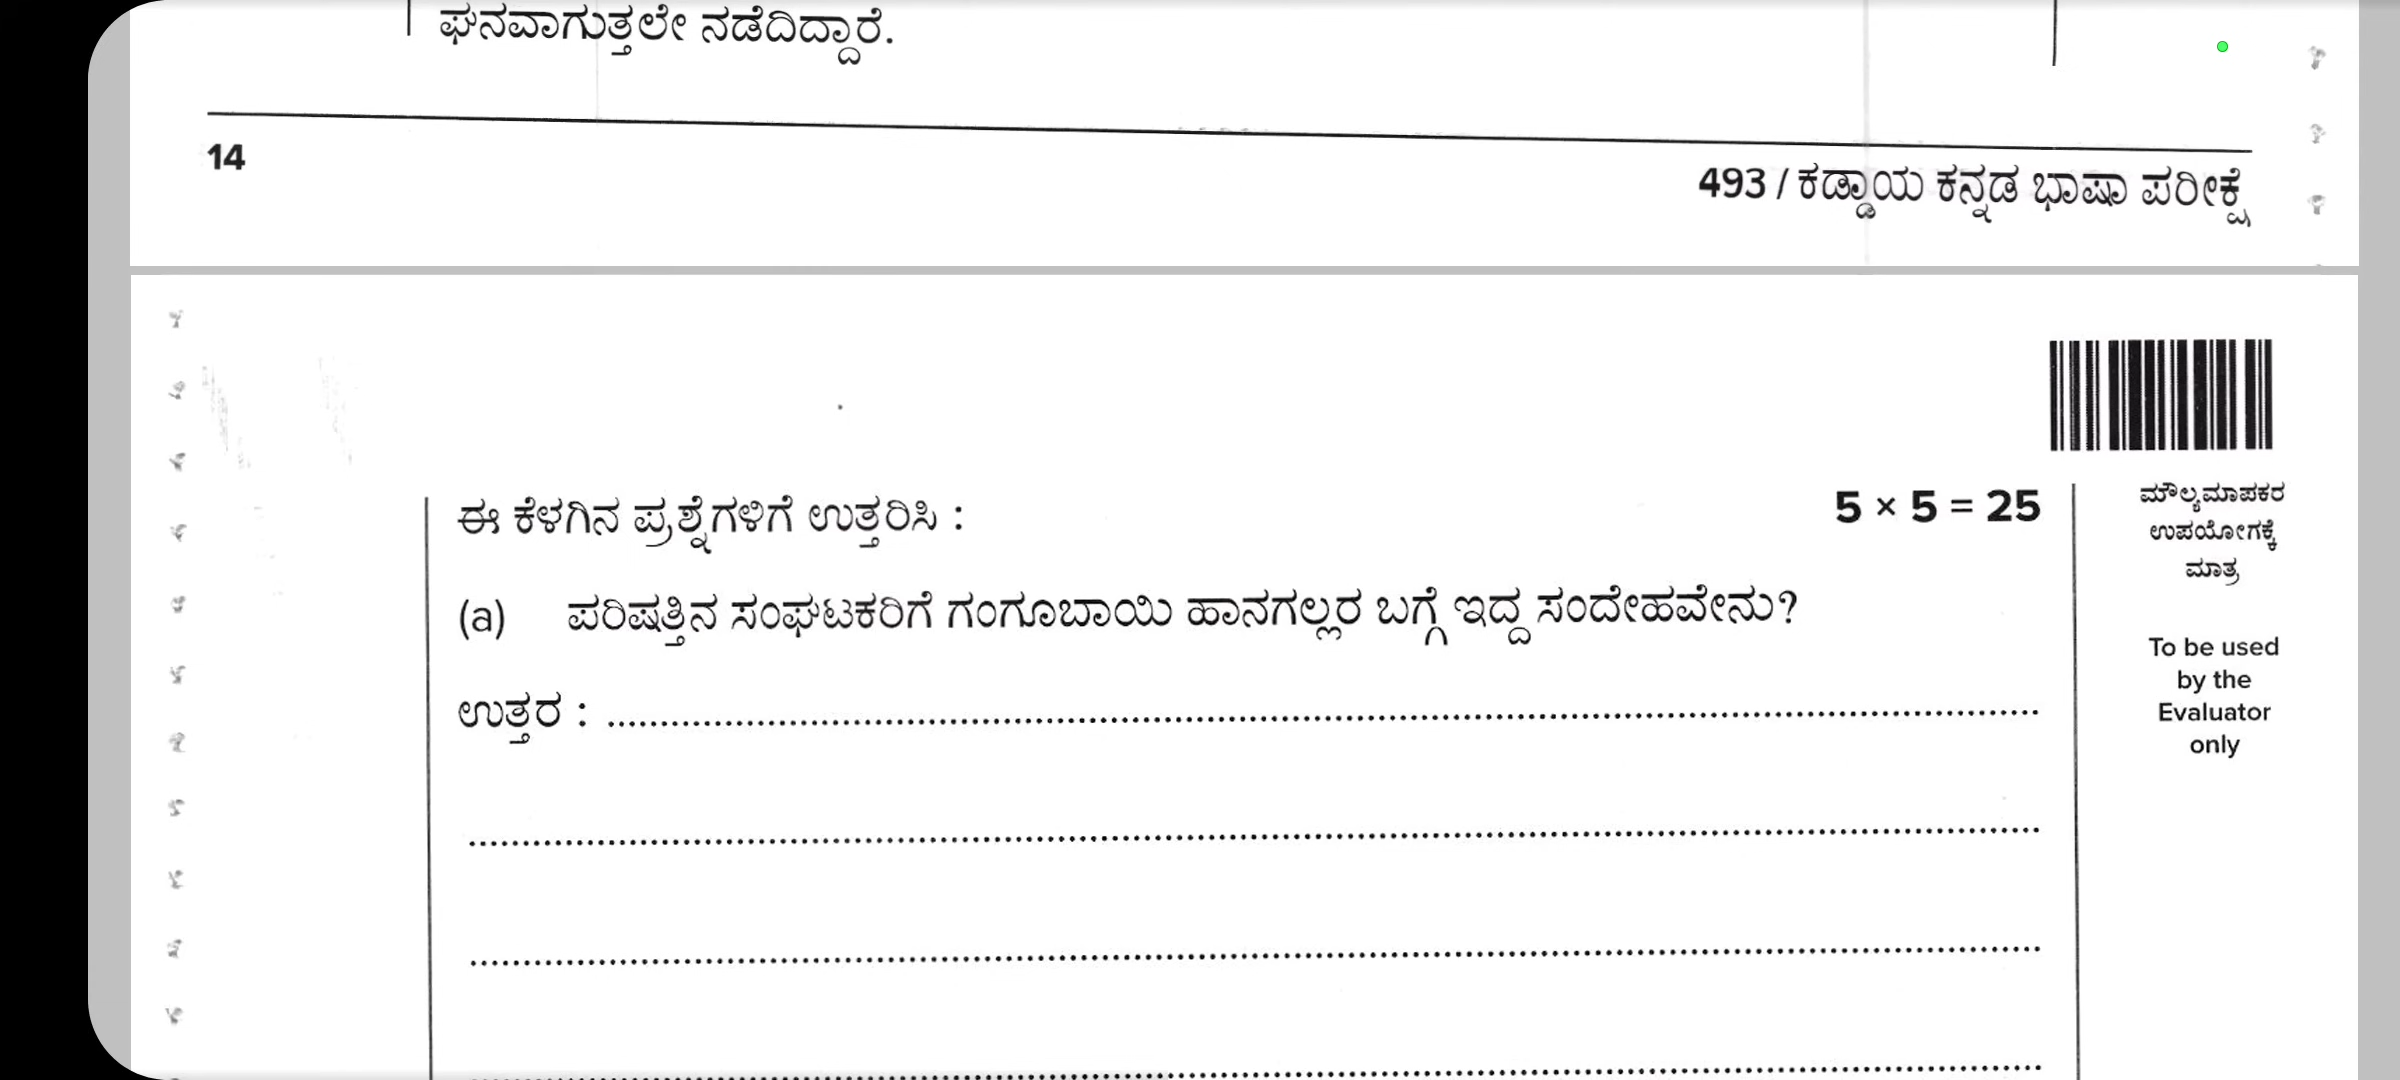 ಘನವಾಗುತ್ತಲೇ ನಡೆದಿದ್ದಾರೆ.
14
493 / ಕಡ್ಡಾಯ ಕನ್ನಡ ಭಾಷಾ ಪರೀಕ್ಷೆ
ಈ ಕೆಳಗಿನ ಪ್ರಶ್ನೆಗಳಿಗೆ ಉತ್ತರಿಸಿ : 5 × 5 = 25
ಮೌಲ್ಯಮಾಪಕರ
ಉಪಯೋಗಕ್ಕೆ
ಮಾತ್ರ
(a) ಪರಿಷತ್ತಿನ ಸಂಘಟಕರಿಗೆ ಗಂಗೂಬಾಯಿ ಹಾನಗಲ್ಲರ ಬಗ್ಗೆ ಇದ್ದ ಸಂದೇಹವೇನು?
To be used
by the
Evaluator
only
ಉತ್ತರ :